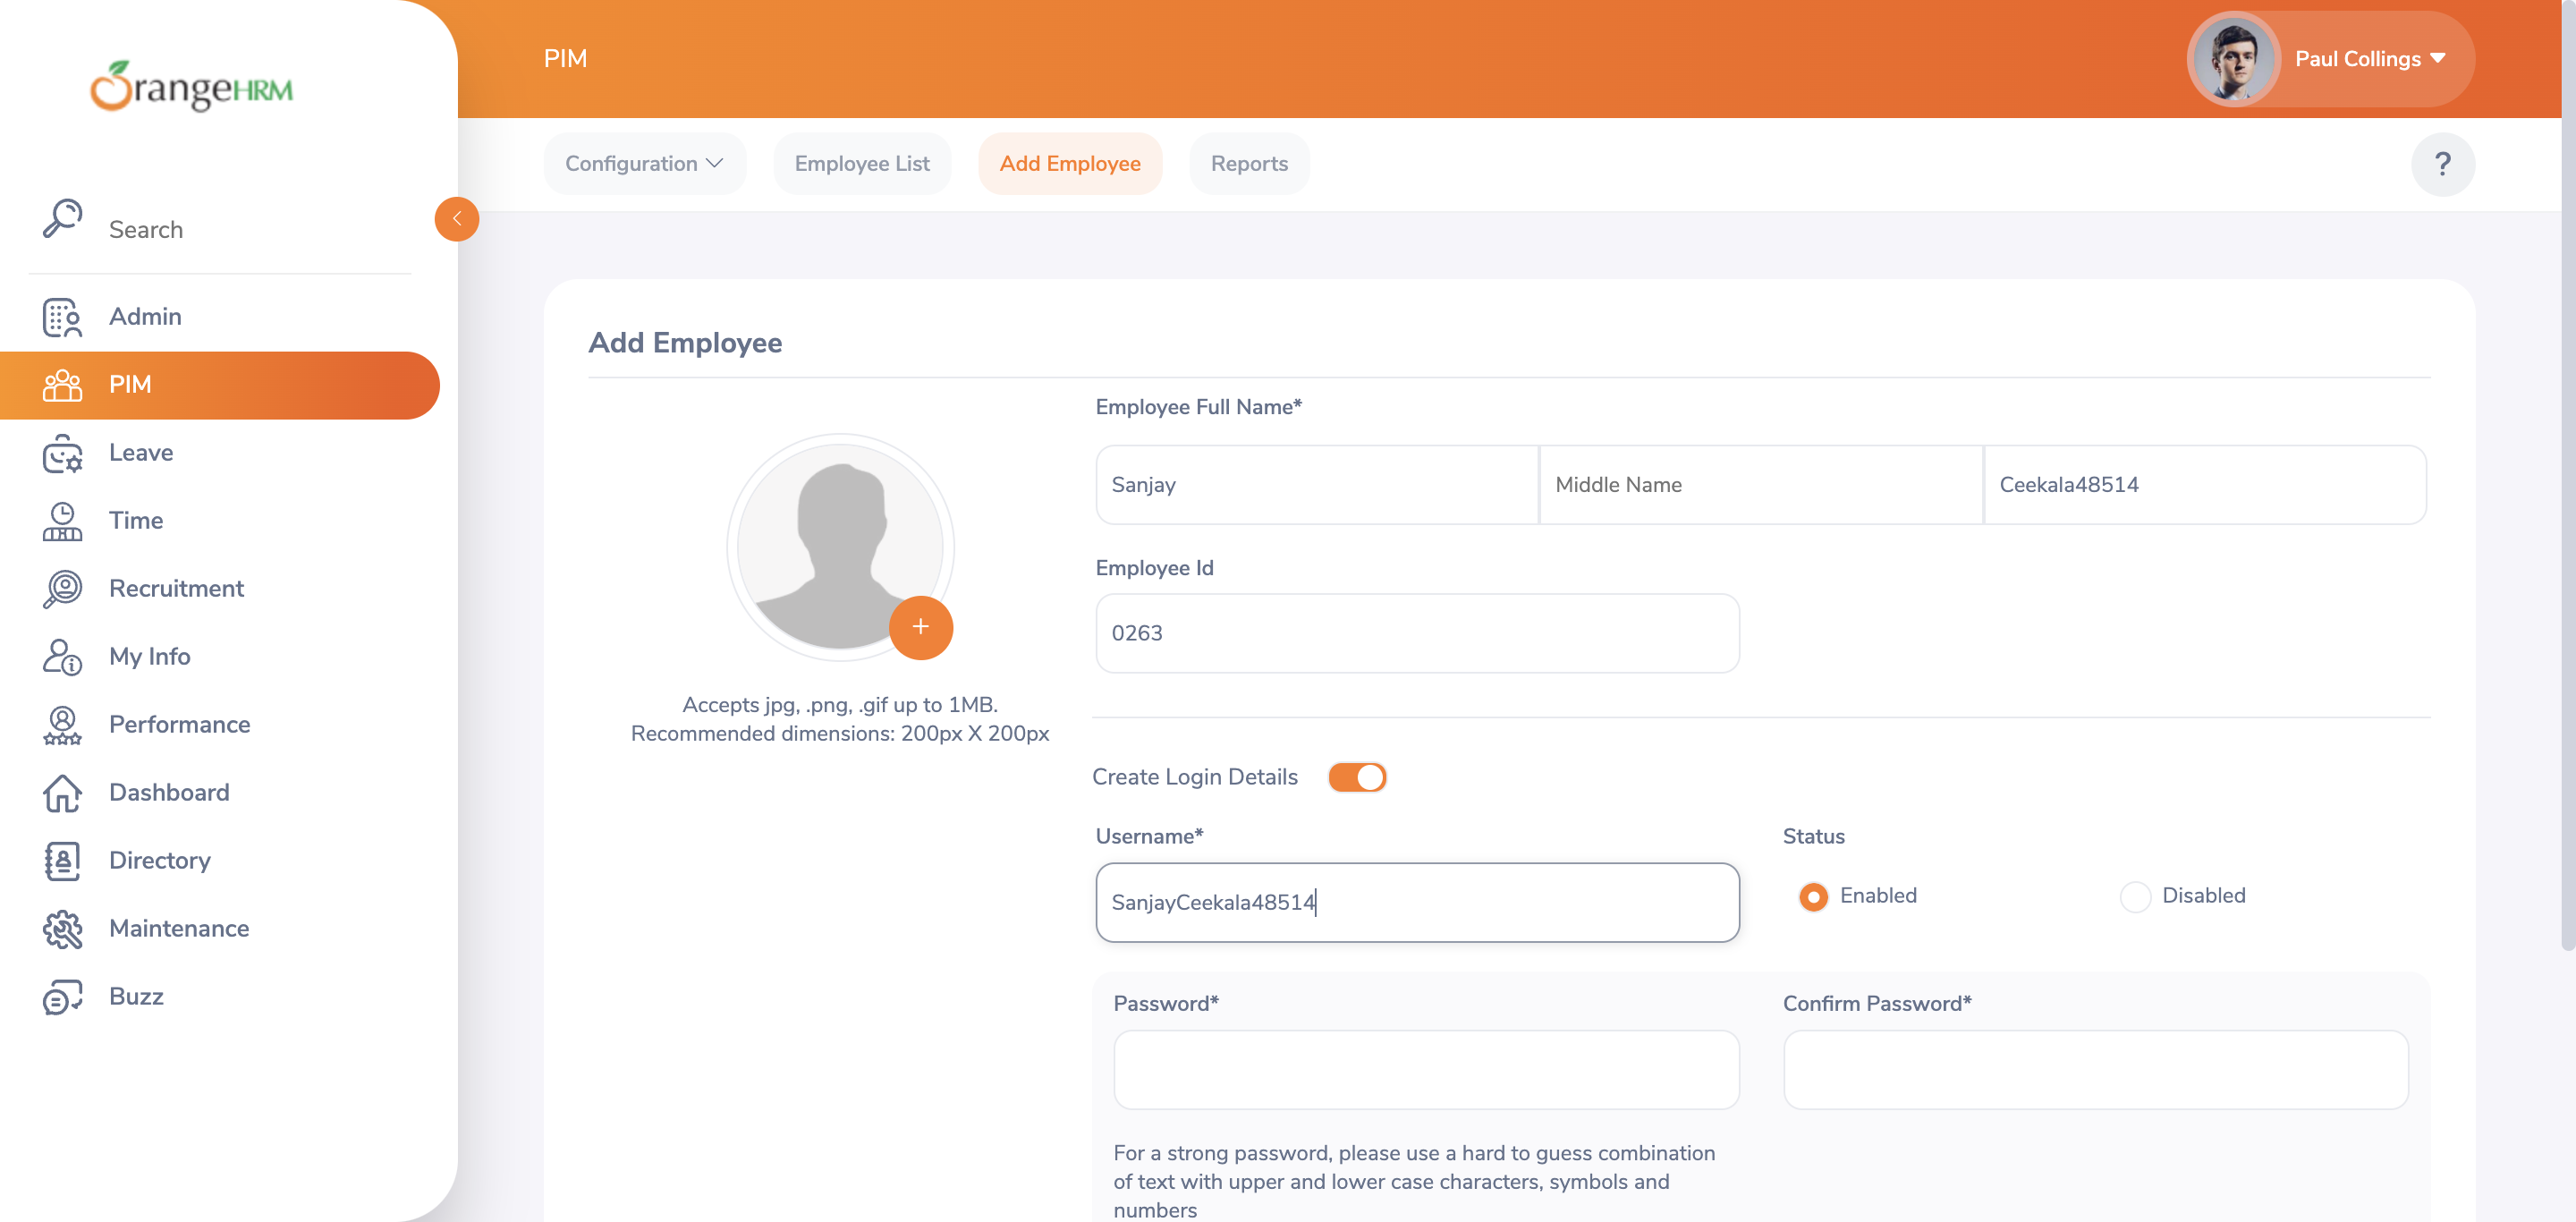 OrangeHRM
PIM
Paul Collings
Configuration
Employee List
Add Employee
Reports
?
Search
Admin
PIM
Leave
Time
Recruitment
My Info
Performance
Dashboard
Directory
Maintenance
Buzz
Add Employee
Accepts jpg, .png, .gif up to 1MB.
Recommended dimensions: 200px X 200px
Employee Full Name*
Sanjay Middle Name Ceekala48514
Employee Id
0263
Create Login Details
Username* Status
SanjayCeekala48514 Enabled Disabled
Password* Confirm Password*
For a strong password, please use a hard to guess combination
of text with upper and lower case characters, symbols and
numbers